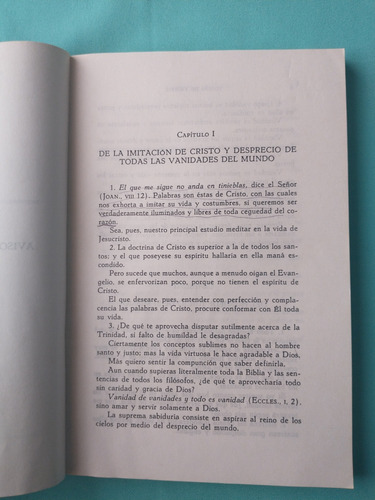 CAPÍTULO I
DE LA IMITACION DE CRISTO Y DESPRECIO DE
TODAS LAS VANIDADES DEL MUNDO
1. El que me sigue no anda en tinieblas, dice el Señor
(JOAN., VIII, 12). Palabras son éstas de Cristo, con las cuales
nos exhorta a imitar su vida y costumbres, si queremos ser
verdaderamente iluminados y libres de toda ceguedad del co-
razón.
Sea, pues, nuestro principal estudio meditar en la vida de
Jesucristo.
2. La doctrina de Cristo es superior a la de todos los san-
tos; y el que poseyese su espíritu hallaría en ella maná es-
condido.
Pero sucede que muchos, aunque a menudo oigan el Evan-
gelio, se enfervorizan poco, porque no tienen el espíritu de
Cristo.
El que deseare, pues, entender con perfección y compla-
cencia las palabras de Cristo, procure conformar con Él toda
su vida.
3. ¿De qué te aprovecha disputar sutilmente acerca de la
Trinidad, si falto de humildad le desagradas?
Ciertamente los conceptos sublimes no hacen al hombre
santo y justo; mas la vida virtuosa le hace agradable a Dios.
Más quiero sentir la compunción que saber definirla.
Aun cuando supieras literalmente toda la Biblia y las sen-
tencias de todos los filósofos, ¿de qué te aprovecharía todo
sin caridad y gracia de Dios?
Vanidad de vanidades y todo es vanidad (ECCLES., I, 2),
sino amar y servir solamente a Dios.
La suprema sabiduría consiste en aspirar al reino de los
cielos por medio del desprecio del mundo.
AVISO